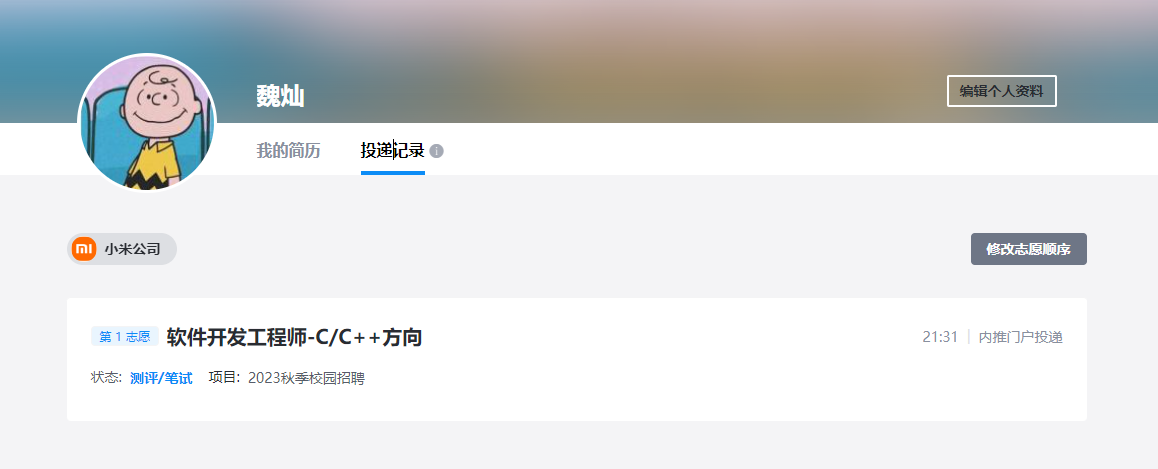 魏灿
编辑个人资料
我的简历 投递记录
小米公司 修改志愿顺序
第 1 志愿 软件开发工程师-C/C++方向 21:31 | 内推门户投递
状态: 测评/笔试 项目: 2023秋季校园招聘